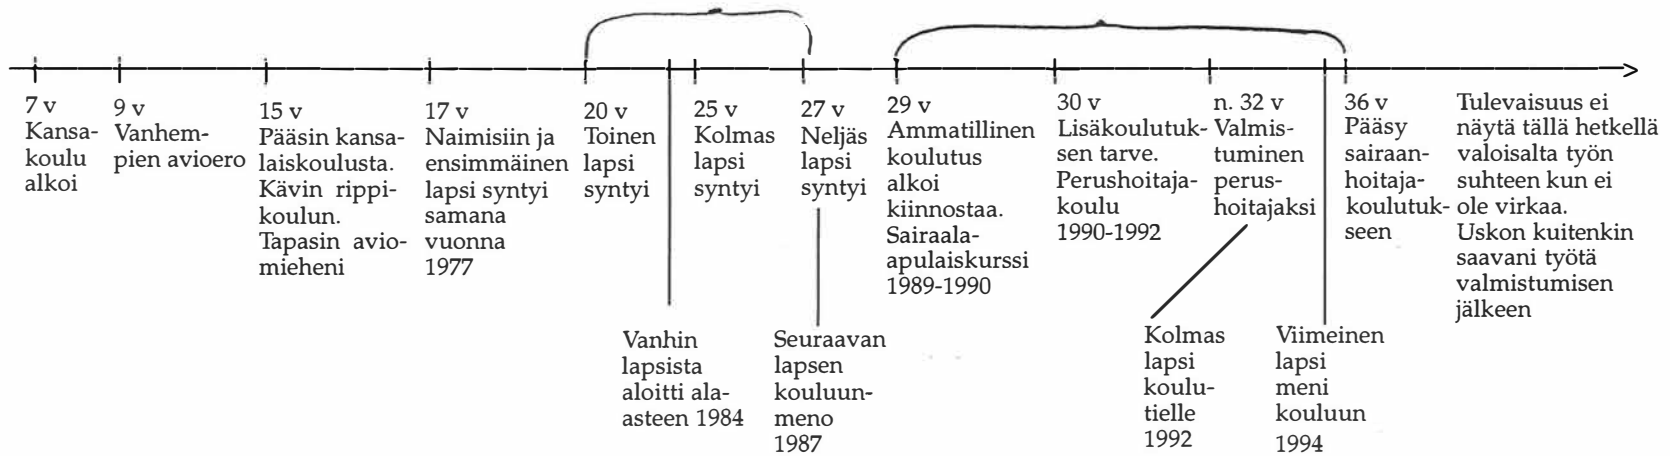 7 v
Kansa-
koulu
alkoi
9 v
Vanhem-
pien avioero
15 v
Pääsin kansa-
laiskoulusta.
Kävin rippi-
koulun.
Tapasin avio-
mieheni
17 v
Naimisiin ja
ensimmäinen
lapsi syntyi
samana
vuonna
1977
20 v
Toinen
lapsi
syntyi
25 v
Kolmas
lapsi
syntyi
27 v
Neljäs
lapsi
syntyi
29 v
Ammatillinen
koulutus
alkoi
kiinnostaa.
Sairaala-
apulaiskurssi
1989-1990
30 v
Lisäkoulutuk-
sen tarve.
Perushoitaja-
koulu
1990-1992
n. 32 v
Valmis-
tuminen
perus-
hoitajaksi
36 v
Pääsy
sairaan-
hoitaja-
koulutuk-
seen
Tulevaisuus ei
näytä tällä hetkellä
valoisalta työn
suhteen kun ei
ole virkaa.
Uskon kuitenkin
saavani työtä
valmistumisen
jälkeen
Vanhin
lapsista
aloitti ala-
asteen 1984
Seuraavan
lapsen
kouluun-
meno
1987
Kolmas
lapsi
koulu-
tielle
1992
Viimeinen
lapsi
meni
kouluun
1994